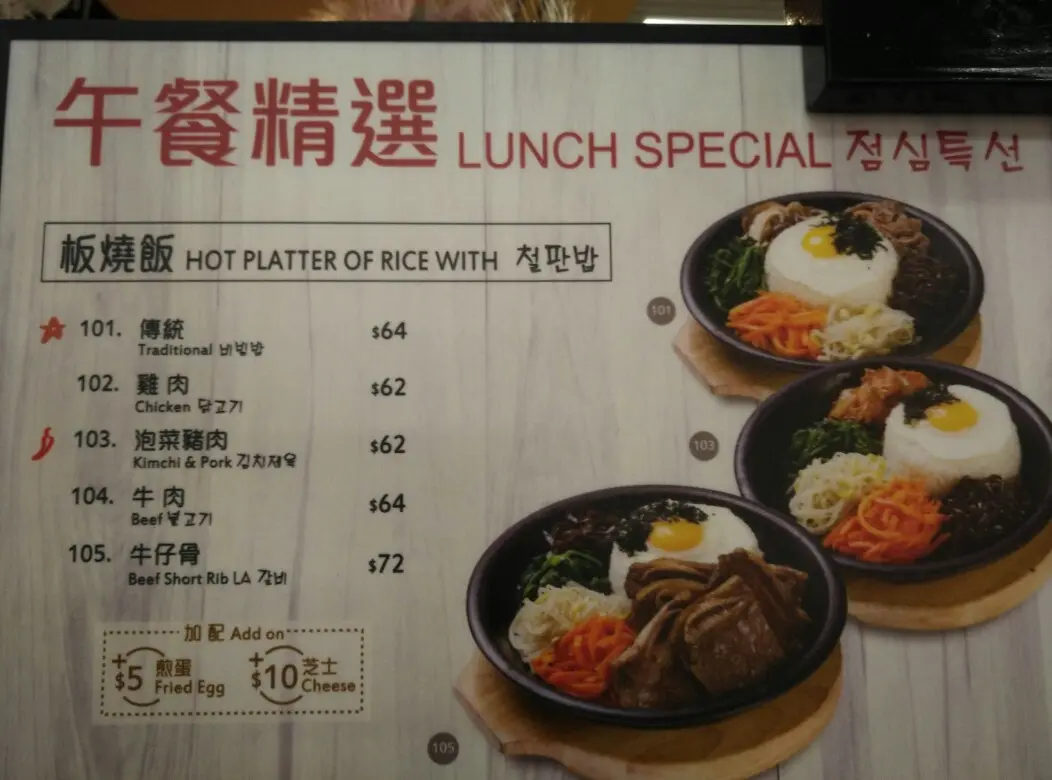 午餐精選 LUNCH SPECIAL 점심특선
板燒飯 HOT PLATTER OF RICE WITH 철판밥
101. 傳統 $64
Traditional 비빔밥
102. 雞肉 $62
Chicken 닭고기
103. 泡菜豬肉 $62
Kimchi & Pork 김치제육
104. 牛肉 $64
Beef 불고기
105. 牛仔骨 $72
Beef Short Rib LA 갈비
加配 Add on
+$5 煎蛋 Fried Egg
+$10 芝士 Cheese
101
103
105